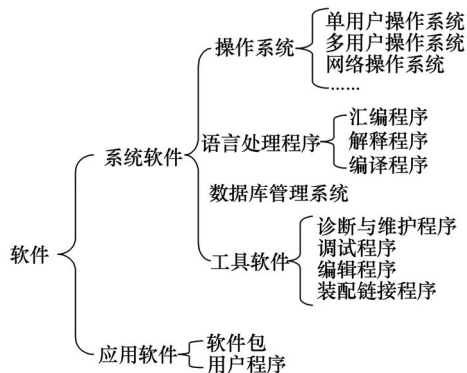 单用户操作系统
操作系统
多用户操作系统
网络操作系统
……
汇编程序
语言处理程序
解释程序
系统软件
编译程序
数据库管理系统
诊断与维护程序
调试程序
软件
工具软件
编辑程序
装配链接程序
软件包
应用软件
用户程序